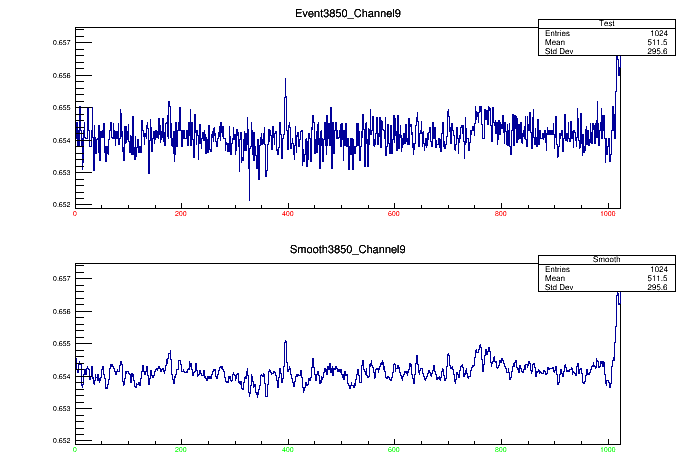 Event3850_Channel9
Test
Entries 1024
Mean 511.5
Std Dev 295.6
0.657
0.656
0.655
0.654
0.653
0.652
0 200 400 600 800 1000
Smooth3850_Channel9
Smooth
Entries 1024
Mean 511.5
Std Dev 295.6
0.657
0.656
0.655
0.654
0.653
0.652
0 200 400 600 800 1000